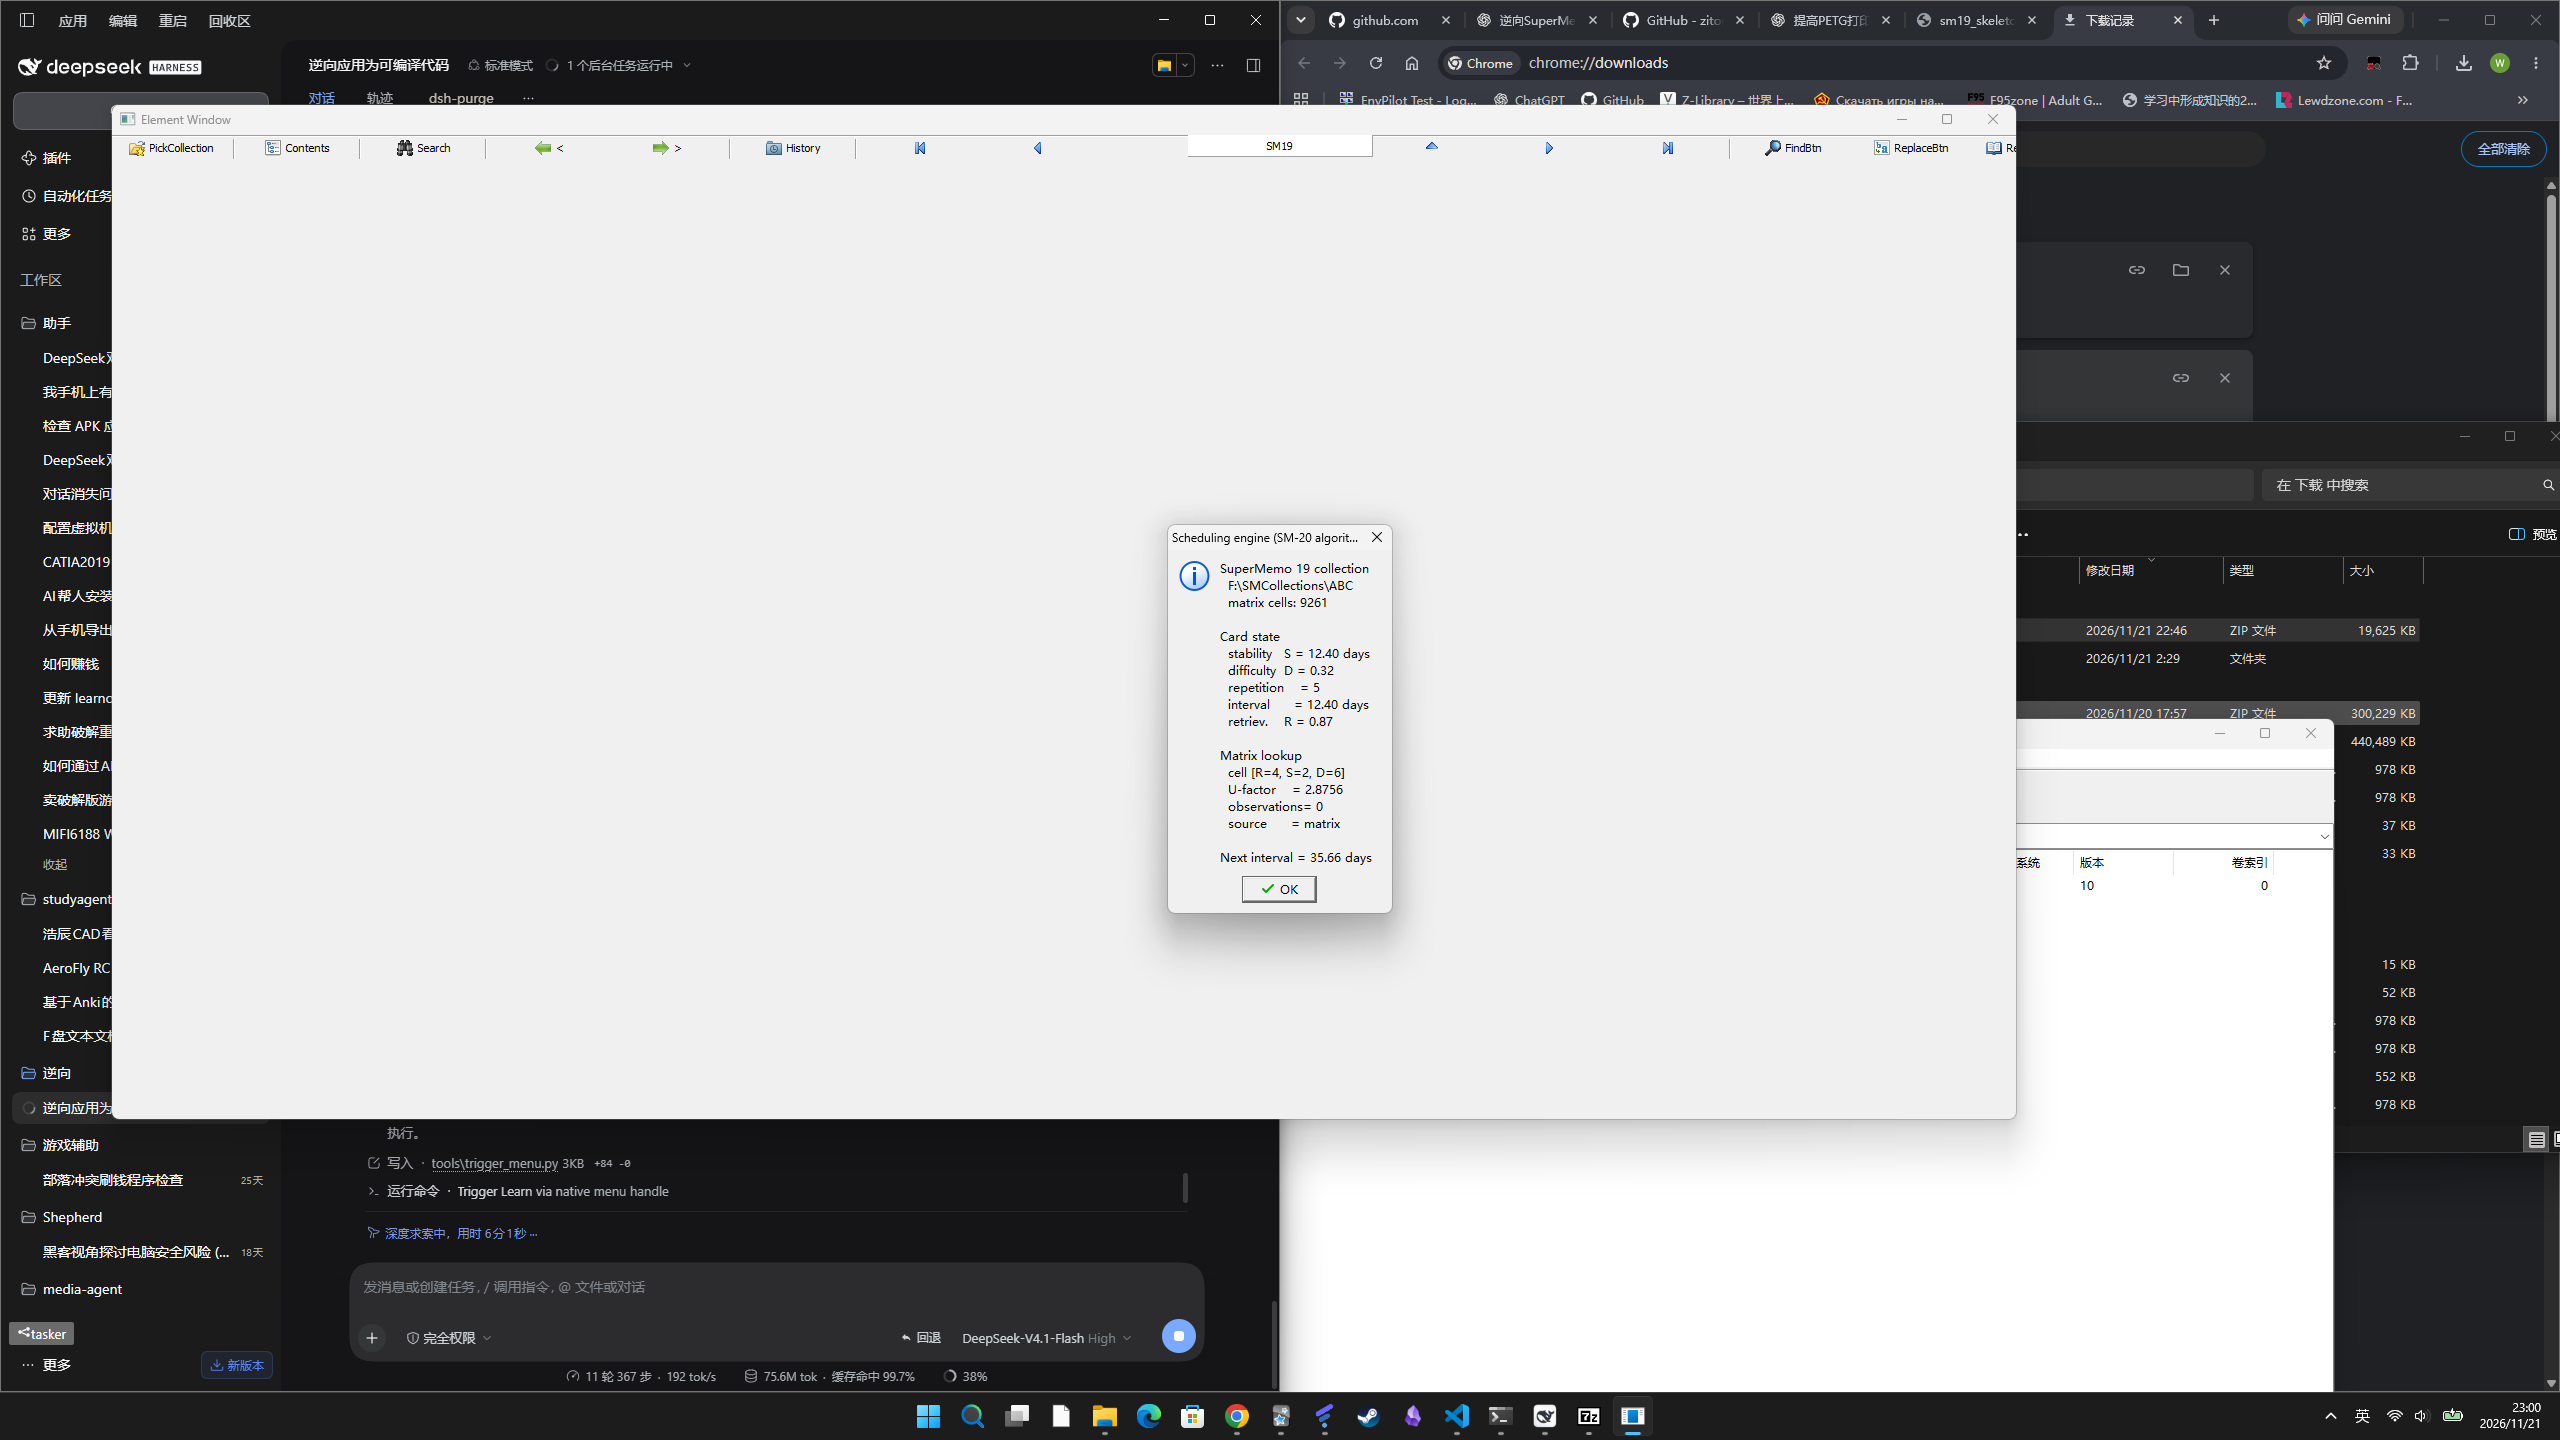 应用 编辑 重启 回收区
deepseek HARNESS
逆向应用为可编译代码 标准模式 1 个后台任务运行中
对话 轨迹 dsh-purge ...
插件
自动化任务
更多
工作区
助手
DeepSeek
我手机上有
检查 APK
DeepSeek
对话消失问
配置虚拟机
CATIA2019
AI帮人安装
从手机导出
如何赚钱
更新 learn
求助破解重
如何通过
卖破解版游
MIFI6188
收起
studyagent
浩辰CAD看
AeroFly RC
基于Anki的
F盘文本文
逆向
逆向应用为
游戏辅助
部落冲突刷钱程序检查 25天
Shepherd
黑客视角探讨电脑安全风险 (... 18天
media-agent
tasker
更多 新版本
Element Window
PickCollection Contents Search < > History SM19 FindBtn ReplaceBtn Re
Scheduling engine (SM-20 algorit...
SuperMemo 19 collection
F:\SMCollections\ABC
matrix cells: 9261
Card state
stability S = 12.40 days
difficulty D = 0.32
repetition = 5
interval = 12.40 days
retriev. R = 0.87
Matrix lookup
cell [R=4, S=2, D=6]
U-factor = 2.8756
observations= 0
source = matrix
Next interval = 35.66 days
OK
执行。
写入 · tools\trigger_menu.py 3KB +84 -0
运行命令 · Trigger Learn via native menu handle
深度求索中，用时 6分1秒 ...
发消息或创建任务, / 调用指令, @ 文件或对话
完全权限 回退 DeepSeek-V4.1-Flash High
11 轮 367 步 · 192 tok/s 75.6M tok · 缓存命中 99.7% 38%
github.com 逆向SuperMe GitHub - zito 提高PETG打印 sm19_skeleto 下载记录 问问 Gemini
Chrome chrome://downloads W
EnvPilot Test - Log... ChatGPT GitHub Z-Library – 世界上... Скачать игры на... F95 F95zone | Adult G... 学习中形成知识的2... Lewdzone.com - F...
全部清除
在 下载 中搜索
预览
修改日期 类型 大小
2026/11/21 22:46 ZIP 文件 19,625 KB
2026/11/21 2:29 文件夹
2026/11/20 17:57 ZIP 文件 300,229 KB
440,489 KB
978 KB
978 KB
37 KB
33 KB
系统 版本 卷索引
10 0
15 KB
52 KB
978 KB
978 KB
552 KB
978 KB
英 23:00
2026/11/21